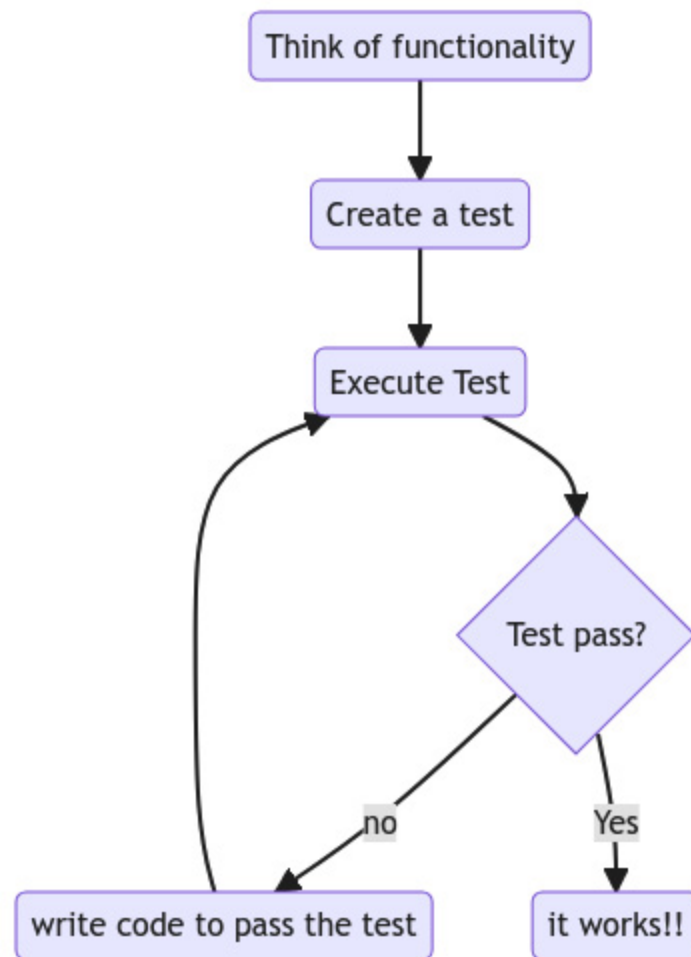 Think of functionality
Create a test
Execute Test
Test pass?
no
Yes
write code to pass the test
it works!!